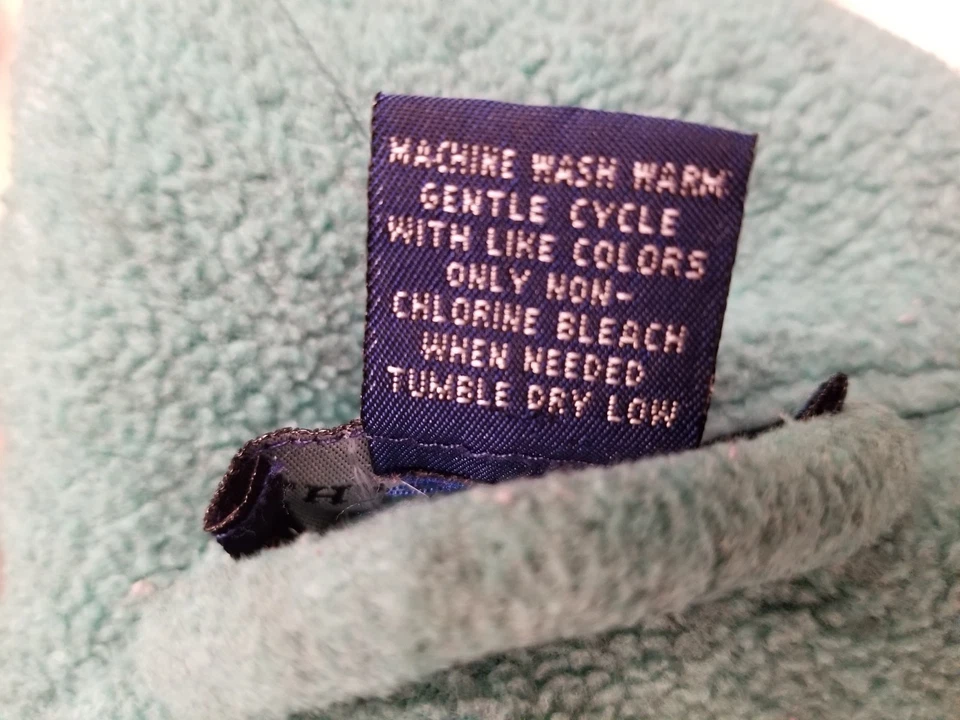 MACHINE WASH WARM
GENTLE CYCLE
WITH LIKE COLORS
ONLY NON-
CHLORINE BLEACH
WHEN NEEDED
TUMBLE DRY LOW
H